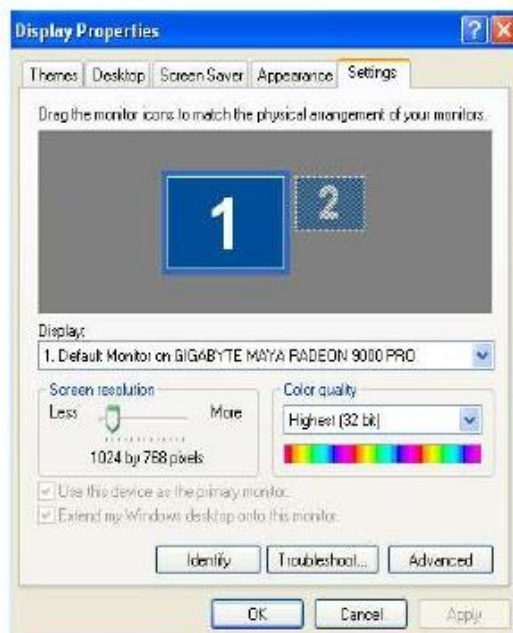 Display Properties
Themes Desktop Screen Saver Appearance Settings
Drag the monitor icons to match the physical arrangement of your monitors.
1 2
Display:
1. Default Monitor on GIGABYTE MAYA RADEON 9000 PRO
Screen resolution Color quality
Less More Highest (32 bit)
1024 by 768 pixels
Use this device as the primary monitor.
Extend my Windows desktop onto this monitor.
Identify Troubleshoot... Advanced
OK Cancel Apply